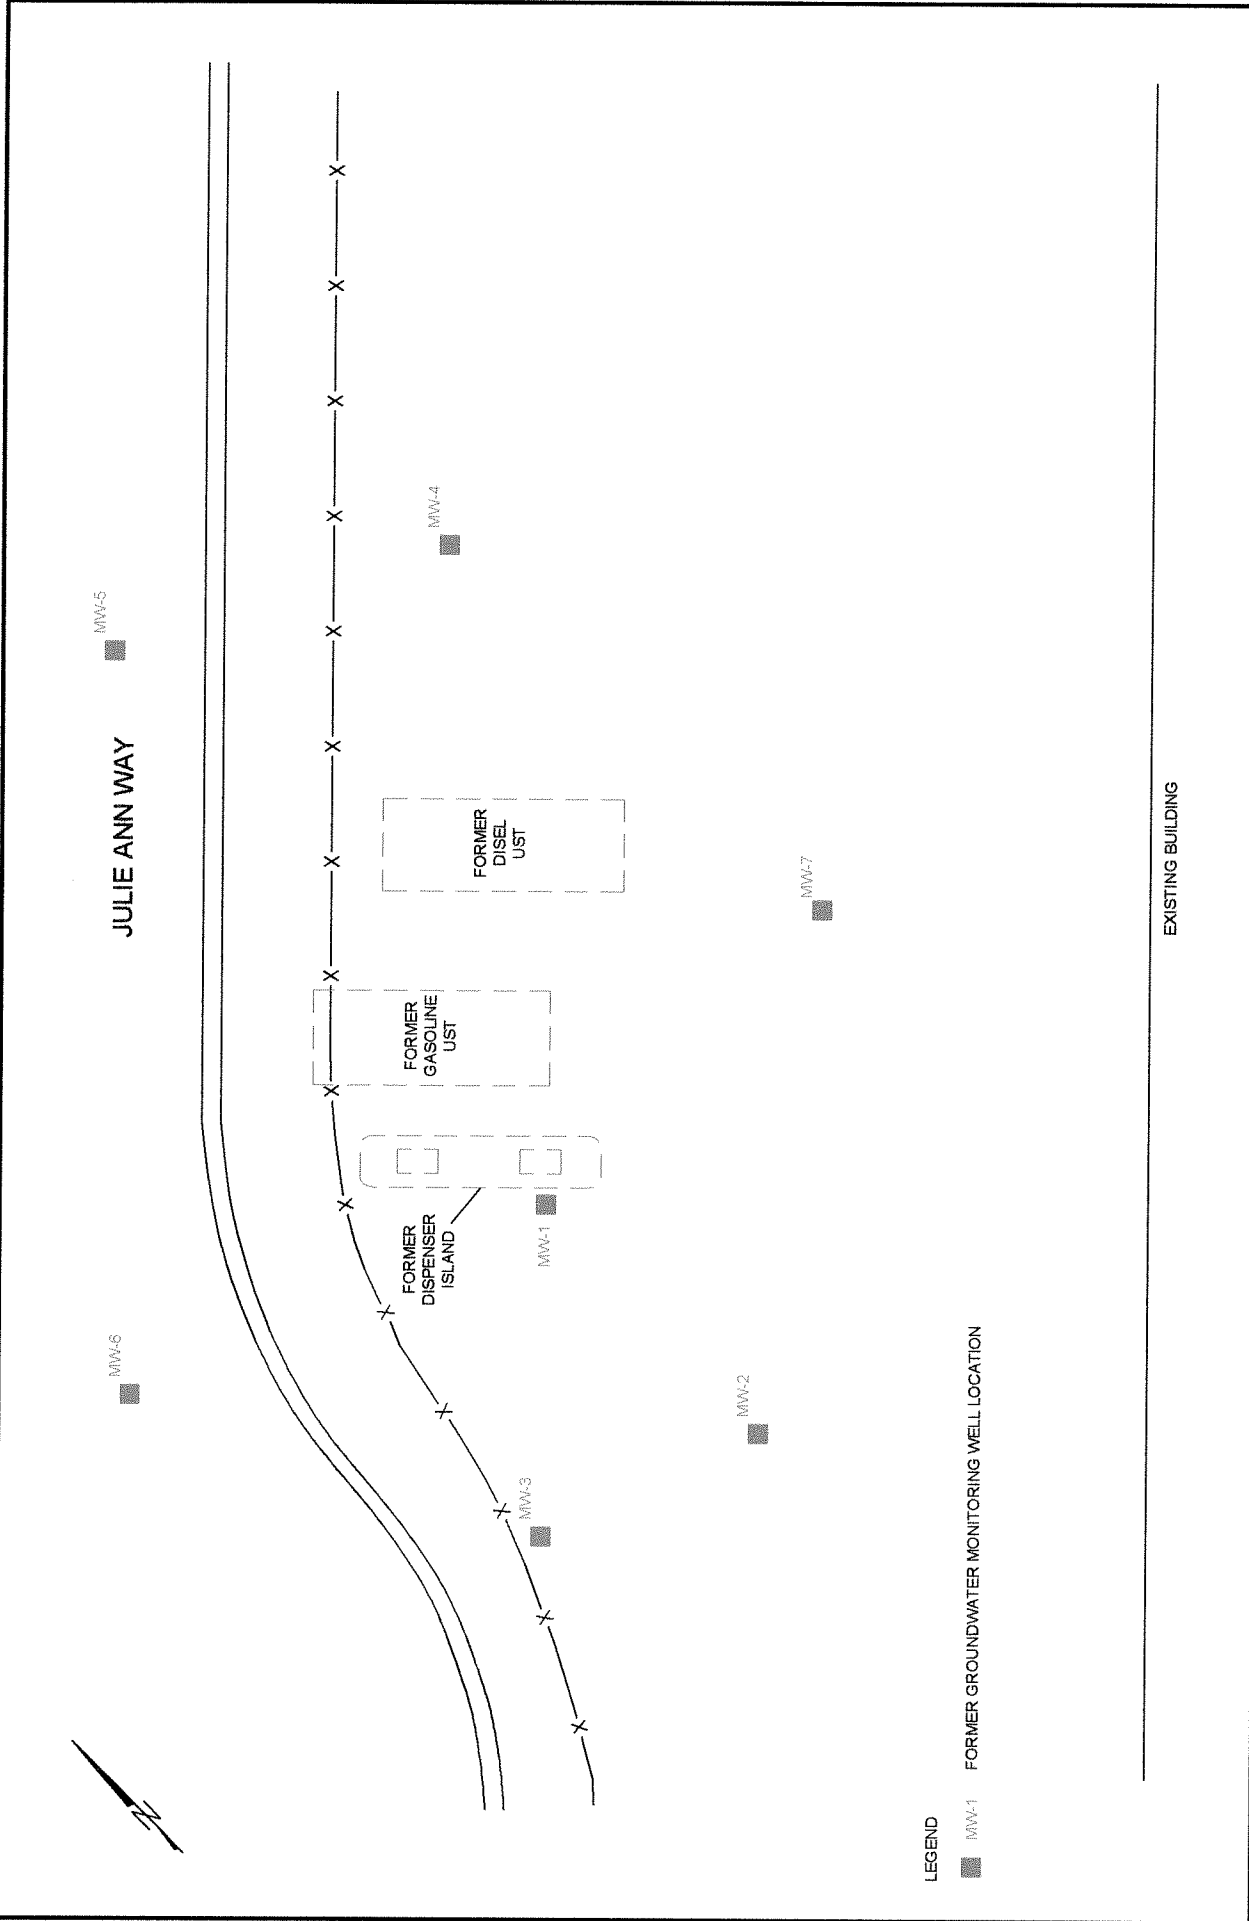 JULIE ANN WAY
MW-6
MW-5
MW-4
FORMER
DISPENSER
ISLAND
FORMER
GASOLINE
UST
FORMER
DISEL
UST
MW-3
MW-1
MW-2
MW-7
LEGEND
MW-1 FORMER GROUNDWATER MONITORING WELL LOCATION
EXISTING BUILDING
N